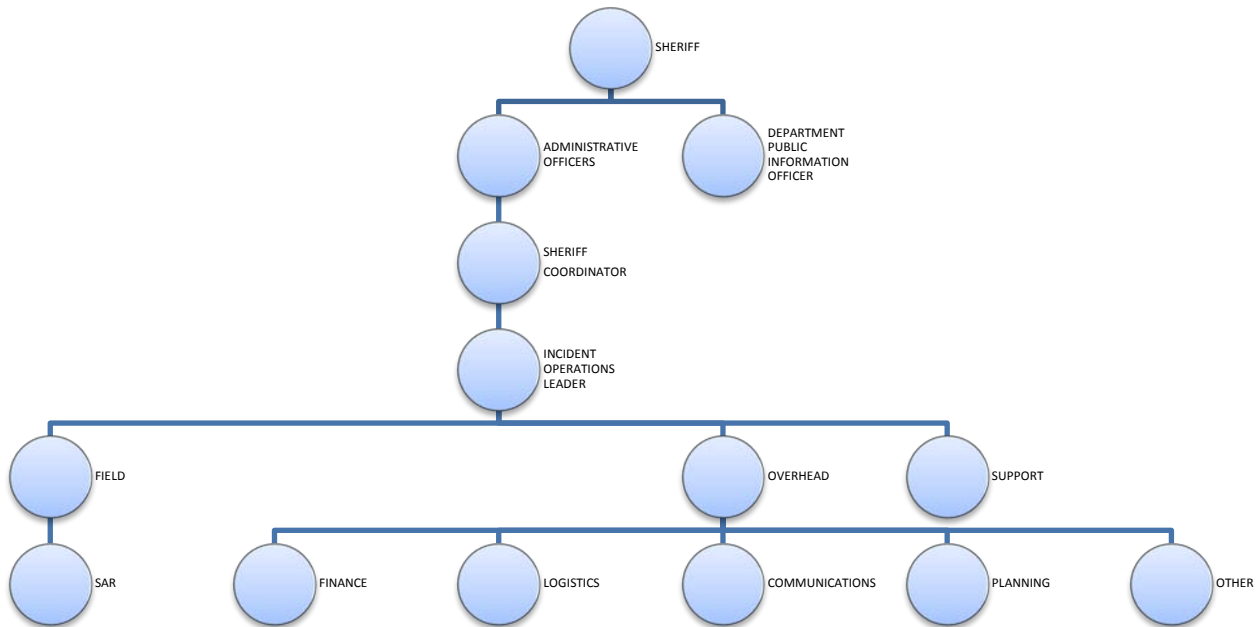 SHERIFF
ADMINISTRATIVE
OFFICERS
DEPARTMENT
PUBLIC
INFORMATION
OFFICER
SHERIFF
COORDINATOR
INCIDENT
OPERATIONS
LEADER
FIELD
OVERHEAD
SUPPORT
SAR
FINANCE
LOGISTICS
COMMUNICATIONS
PLANNING
OTHER